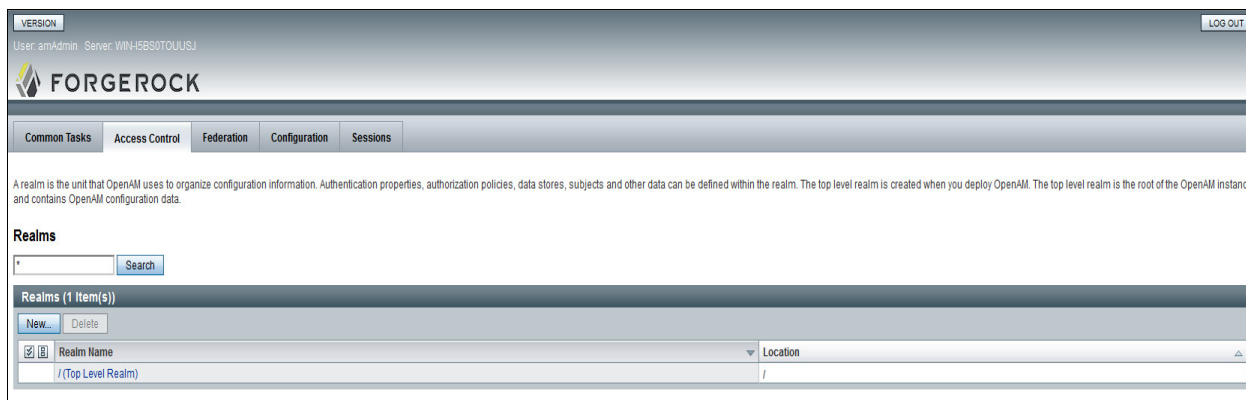 VERSION
LOG OUT
User: amAdmin Server: WIN-I5BS0TOUUSJ
FORGEROCK
Common Tasks Access Control Federation Configuration Sessions
A realm is the unit that OpenAM uses to organize configuration information. Authentication properties, authorization policies, data stores, subjects and other data can be defined within the realm. The top level realm is created when you deploy OpenAM. The top level realm is the root of the OpenAM instanc
and contains OpenAM configuration data.
Realms
* Search
Realms (1 Item(s))
New... Delete
Realm Name Location
/ (Top Level Realm) /